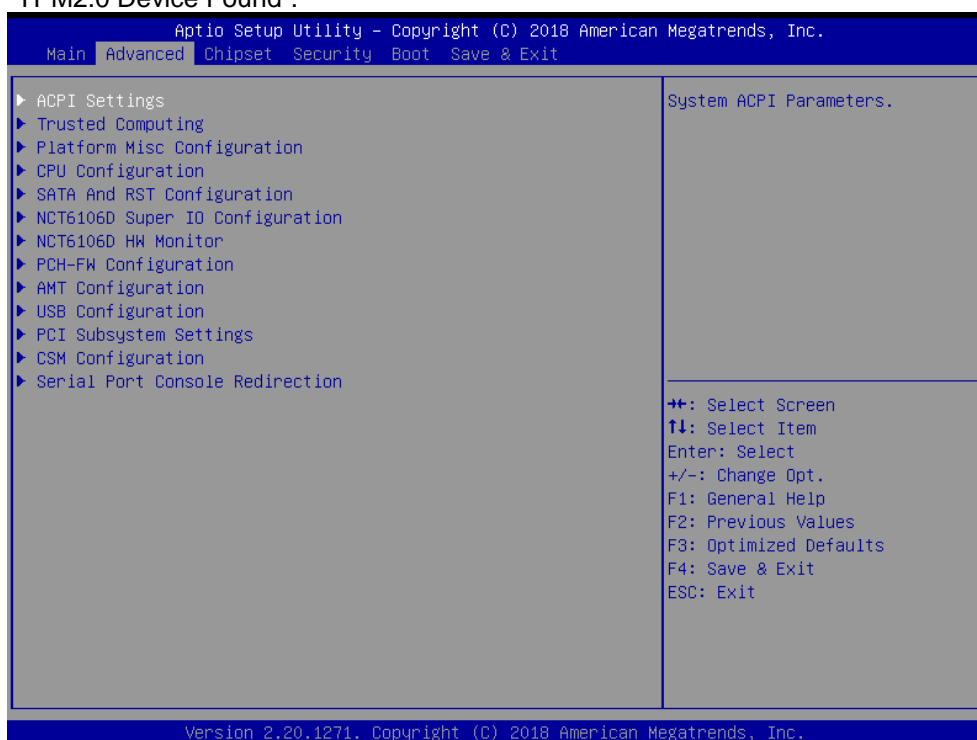 TPM2.0 Device Found".
Aptio Setup Utility – Copyright (C) 2018 American Megatrends, Inc.
Main Advanced Chipset Security Boot Save & Exit
ACPI Settings
Trusted Computing
Platform Misc Configuration
CPU Configuration
SATA And RST Configuration
NCT6106D Super IO Configuration
NCT6106D HW Monitor
PCH-FW Configuration
AMT Configuration
USB Configuration
PCI Subsystem Settings
CSM Configuration
Serial Port Console Redirection
System ACPI Parameters.
→←: Select Screen
↑↓: Select Item
Enter: Select
+/-: Change Opt.
F1: General Help
F2: Previous Values
F3: Optimized Defaults
F4: Save & Exit
ESC: Exit
Version 2.20.1271. Copyright (C) 2018 American Megatrends, Inc.